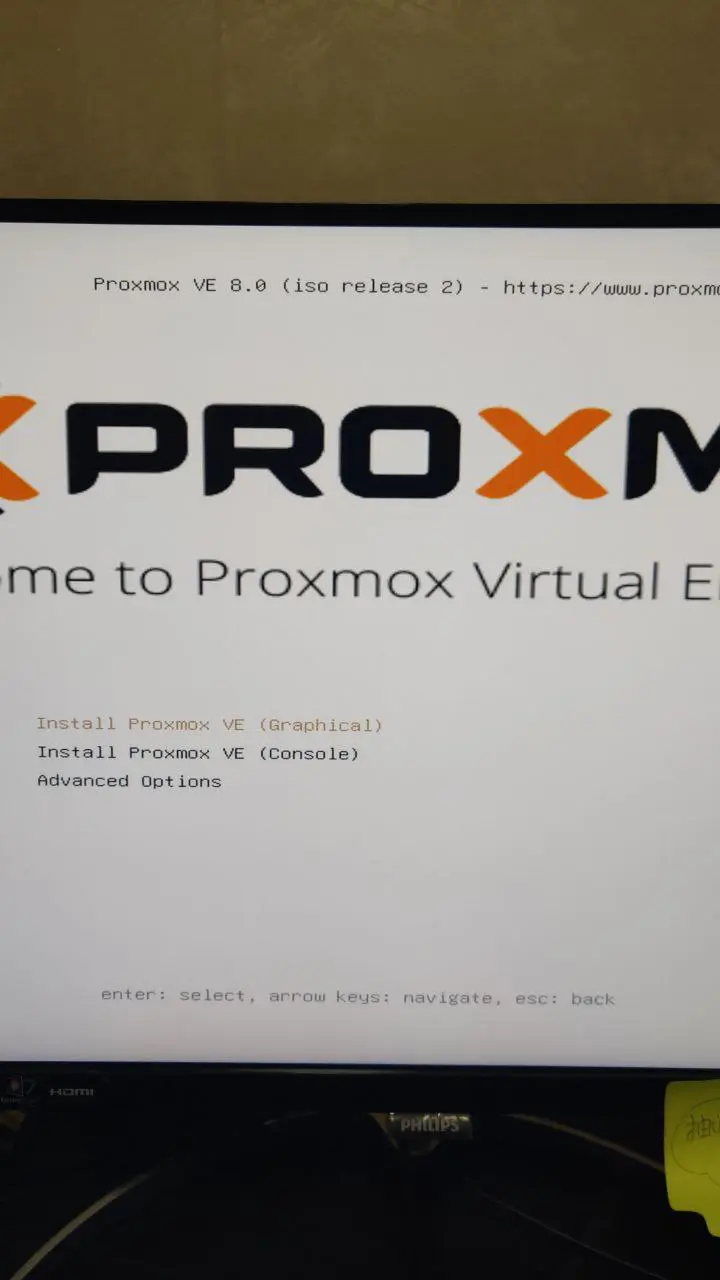 Proxmox VE 8.0 (iso release 2) - https://www.proxmo
XPROXM
ome to Proxmox Virtual E
Install Proxmox VE (Graphical)
Install Proxmox VE (Console)
Advanced Options
enter: select, arrow keys: navigate, esc: back
HDMI
PHILIPS